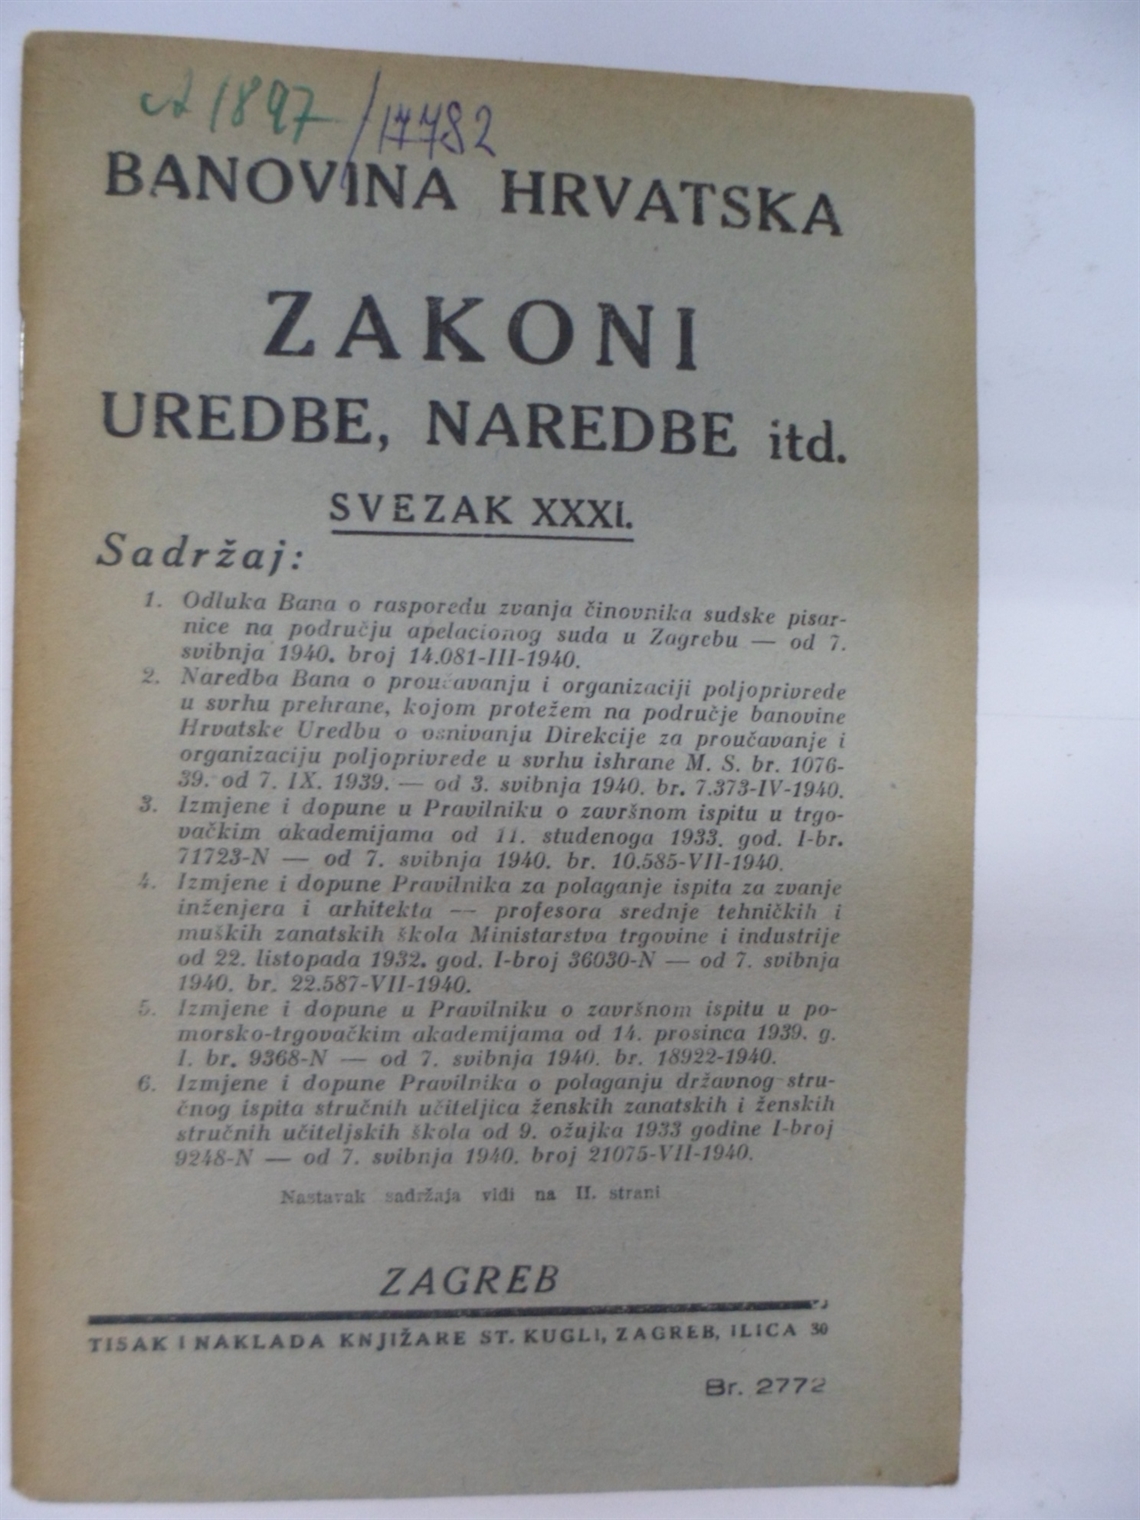 A 1897/17782
BANOVINA HRVATSKA
ZAKONI
UREDBE, NAREDBE itd.
SVEZAK XXXI.
Sadržaj:
1. Odluka Bana o rasporedu zvanja činovnika sudske pisar-
nice na području apelacionog suda u Zagrebu — od 7.
svibnja 1940. broj 14.081-III-1940.
2. Naredba Bana o proučavanju i organizaciji poljoprivrede
u svrhu prehrane, kojom protežem na područje banovine
Hrvatske Uredbu o osnivanju Direkcije za proučavanje i
organizaciju poljoprivrede u svrhu ishrane M. S. br. 1076-
39. od 7. IX. 1939. — od 3. svibnja 1940. br. 7.373-IV-1940.
3. Izmjene i dopune u Pravilniku o završnom ispitu u trgo-
vačkim akademijama od 11. studenoga 1933. god. I-br.
71723-N — od 7. svibnja 1940. br. 10.585-VII-1940.
4. Izmjene i dopune Pravilnika za polaganje ispita za zvanje
inženjera i arhitekta — profesora srednje tehničkih i
muških zanatskih škola Ministarstva trgovine i industrije
od 22. listopada 1932. god. I-broj 36030-N — od 7. svibnja
1940. br. 22.587-VII-1940.
5. Izmjene i dopune u Pravilniku o završnom ispitu u po-
morsko-trgovačkim akademijama od 14. prosinca 1939. g.
I. br. 9368-N — od 7. svibnja 1940. br. 18922-1940.
6. Izmjene i dopune Pravilnika o polaganju državnog stru-
čnog ispita stručnih učiteljica ženskih zanatskih i ženskih
stručnih učiteljskih škola od 9. ožujka 1933 godine I-broj
9248-N — od 7. svibnja 1940. broj 21075-VII-1940.
Nastavak sadržaja vidi na II. strani
ZAGREB
TISAK I NAKLADA KNJIŽARE ST. KUGLI, ZAGREB, ILICA 30
Br. 2772